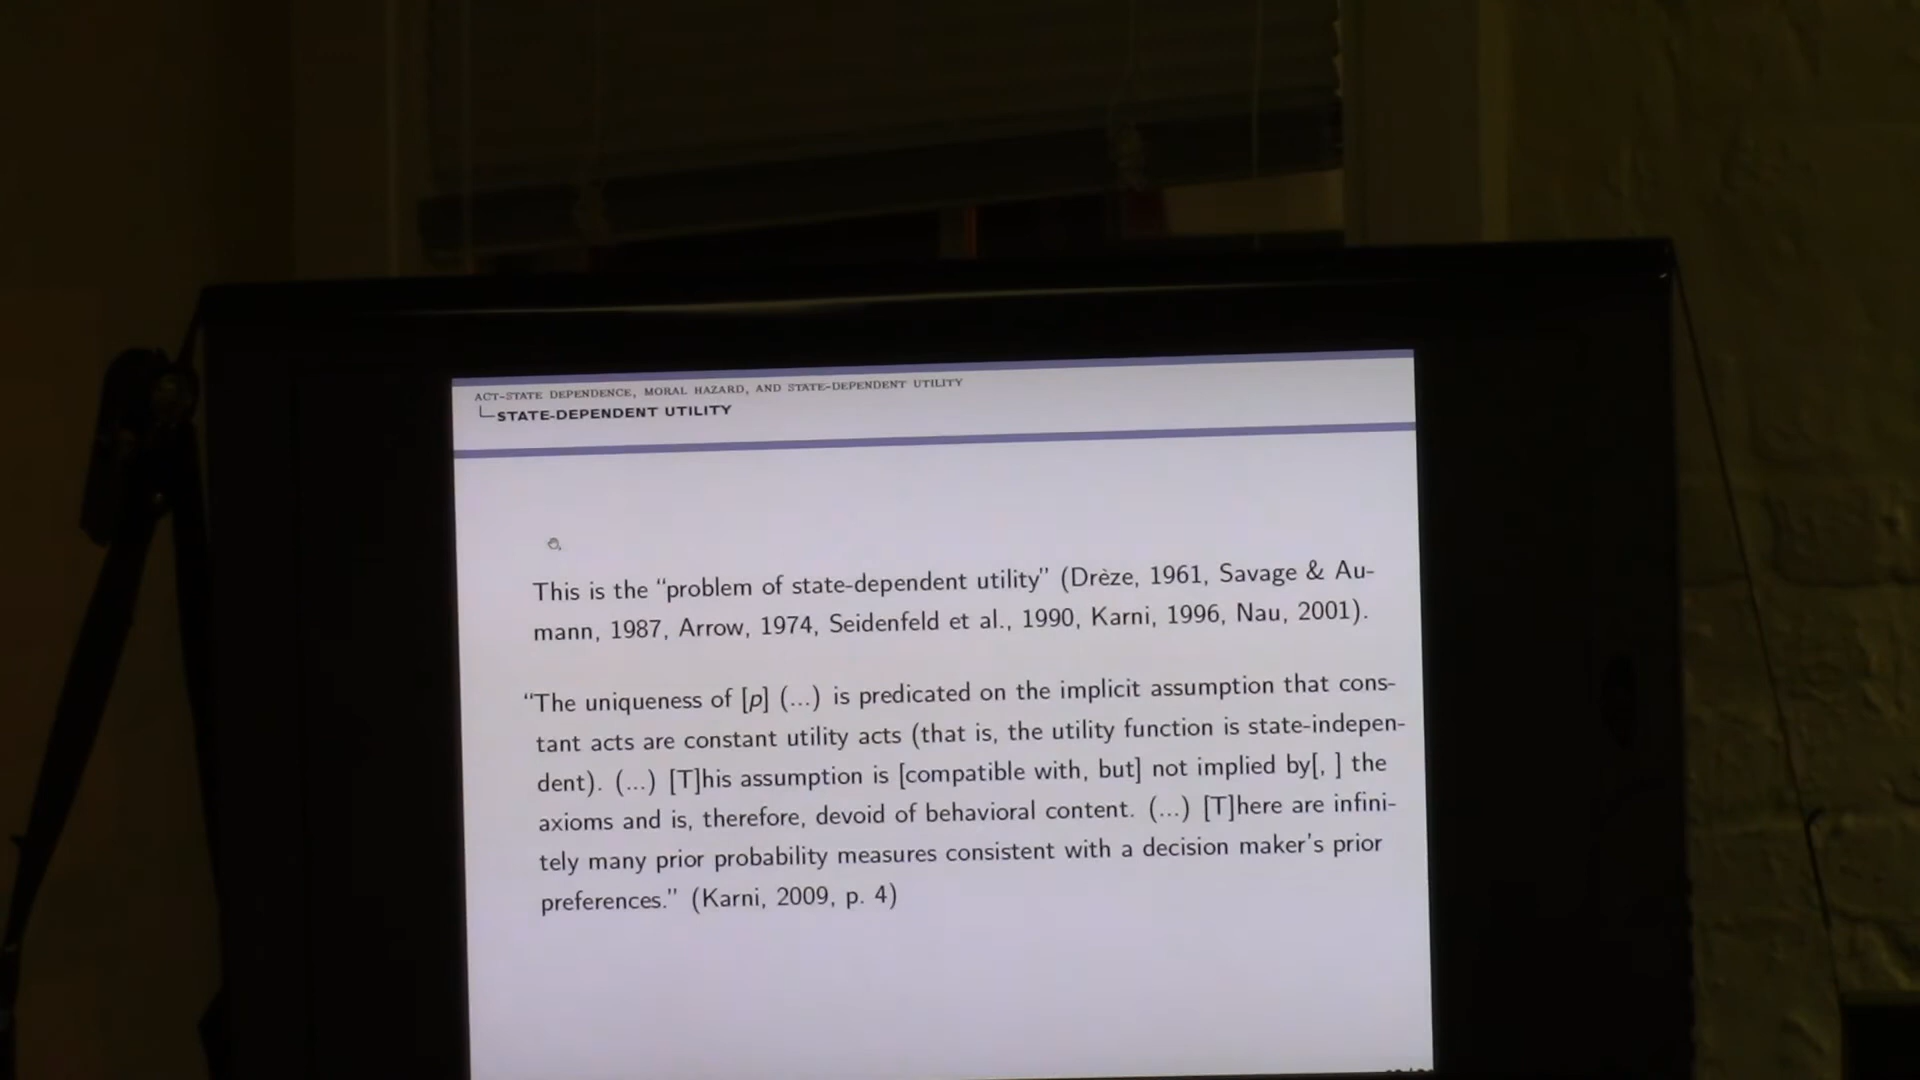 ACT-STATE DEPENDENCE, MORAL HAZARD, AND STATE-DEPENDENT UTILITY
STATE-DEPENDENT UTILITY
This is the “problem of state-dependent utility” (Drèze, 1961, Savage & Au-
mann, 1987, Arrow, 1974, Seidenfeld et al., 1990, Karni, 1996, Nau, 2001).
“The uniqueness of [p] (...) is predicated on the implicit assumption that cons-
tant acts are constant utility acts (that is, the utility function is state-indepen-
dent). (...) [T]his assumption is [compatible with, but] not implied by[, ] the
axioms and is, therefore, devoid of behavioral content. (...) [T]here are infini-
tely many prior probability measures consistent with a decision maker’s prior
preferences.” (Karni, 2009, p. 4)